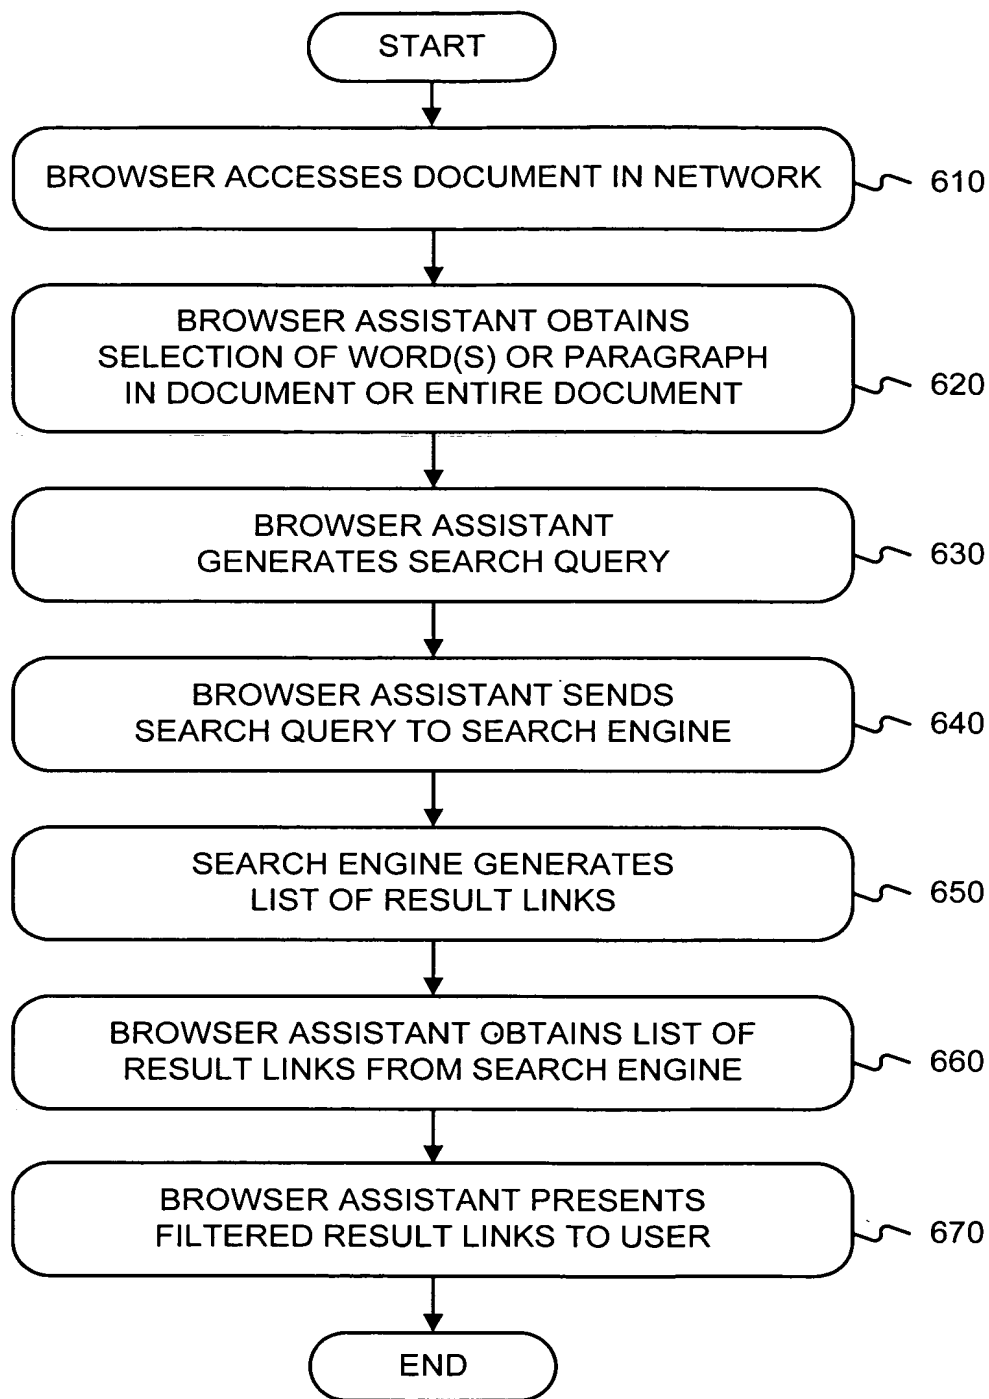 START
BROWSER ACCESSES DOCUMENT IN NETWORK
610
BROWSER ASSISTANT OBTAINS
SELECTION OF WORD(S) OR PARAGRAPH
IN DOCUMENT OR ENTIRE DOCUMENT
620
BROWSER ASSISTANT
GENERATES SEARCH QUERY
630
BROWSER ASSISTANT SENDS
SEARCH QUERY TO SEARCH ENGINE
640
SEARCH ENGINE GENERATES
LIST OF RESULT LINKS
650
BROWSER ASSISTANT OBTAINS LIST OF
RESULT LINKS FROM SEARCH ENGINE
660
BROWSER ASSISTANT PRESENTS
FILTERED RESULT LINKS TO USER
670
END